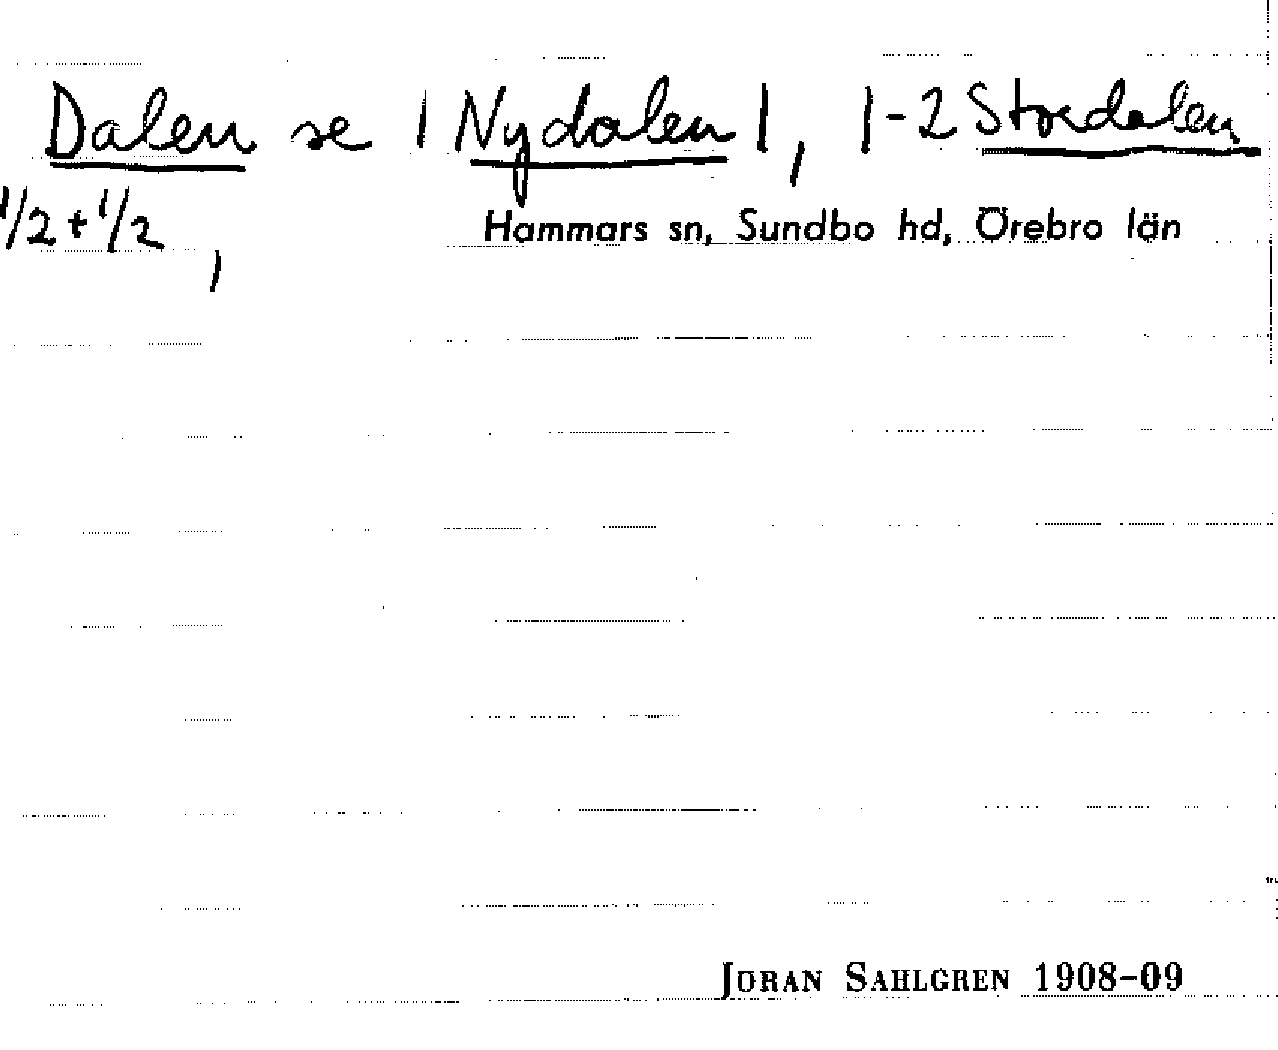 Dalen se 1 Nydalen 1, 1-2 Stordalen
1/2 + 1/2,
Hammars sn, Sundbo hd, Örebro län
JORAN SAHLGREN 1908-09